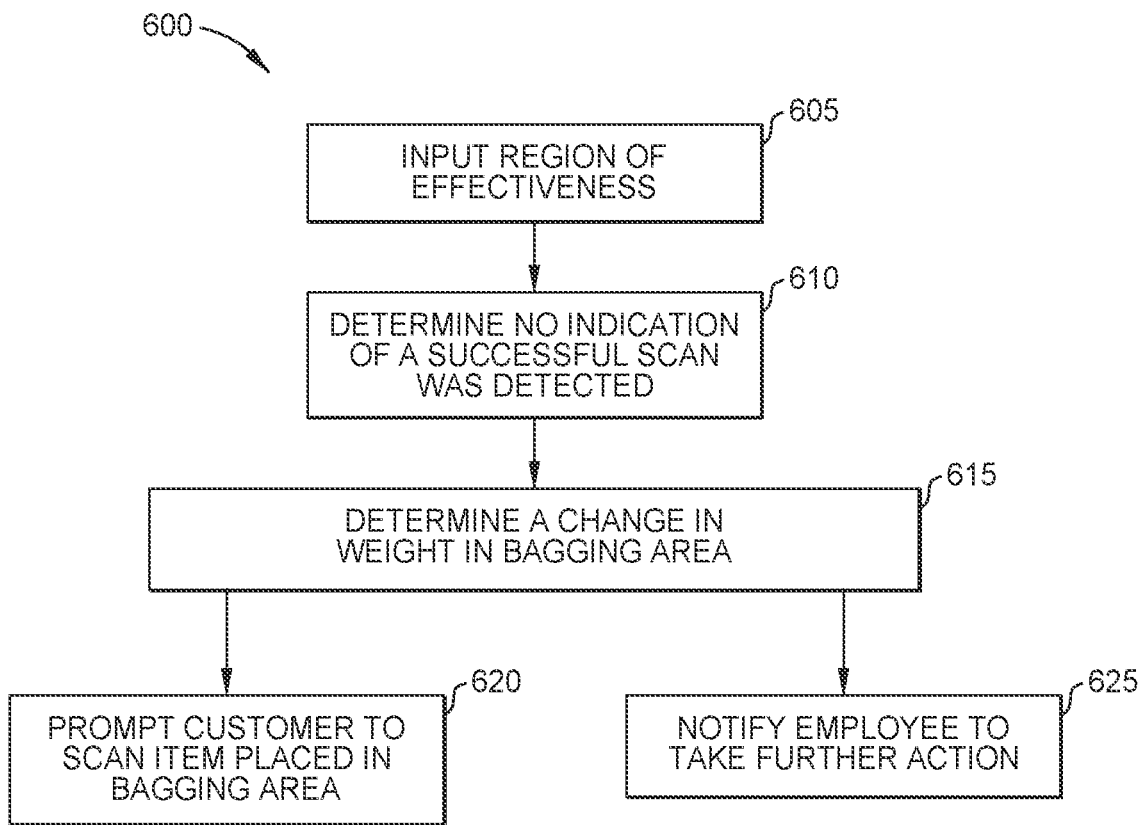 600
605
INPUT REGION OF
EFFECTIVENESS
610
DETERMINE NO INDICATION
OF A SUCCESSFUL SCAN
WAS DETECTED
615
DETERMINE A CHANGE IN
WEIGHT IN BAGGING AREA
620
PROMPT CUSTOMER TO
SCAN ITEM PLACED IN
BAGGING AREA
625
NOTIFY EMPLOYEE TO
TAKE FURTHER ACTION